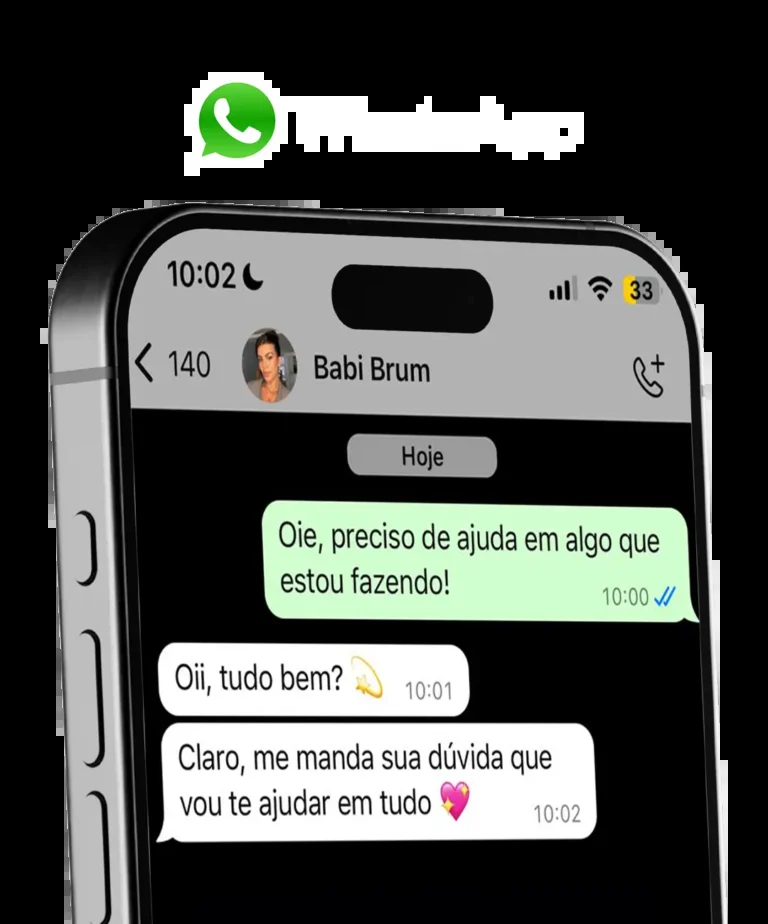 WhatsApp
10:02
33
140
Babi Brum
Hoje
Oie, preciso de ajuda em algo que
estou fazendo!
10:00
Oii, tudo bem? 💫
10:01
Claro, me manda sua dúvida que
vou te ajudar em tudo 💖
10:02